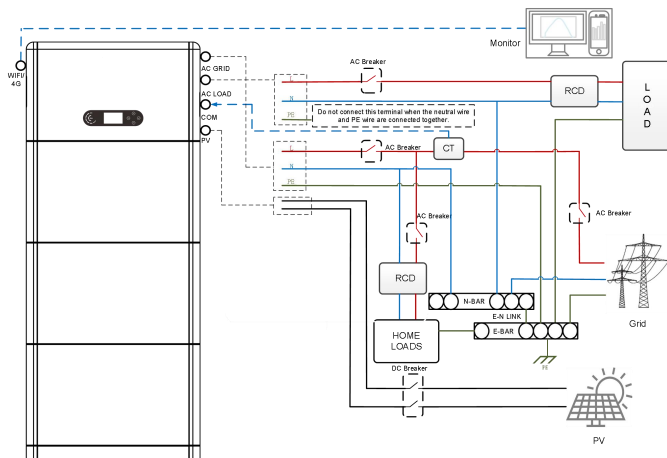 Monitor
WIFI/
4G
AC GRID
AC LOAD
COM
PV
AC Breaker
L
N
PE
Do not connect this terminal when the neutral wire
and PE wire are connected together.
RCD
L
O
A
D
L
N
PE
AC Breaker
CT
AC Breaker
AC Breaker
RCD
HOME
LOADS
N-BAR
E-N LINK
E-BAR
PE
Grid
DC Breaker
PV